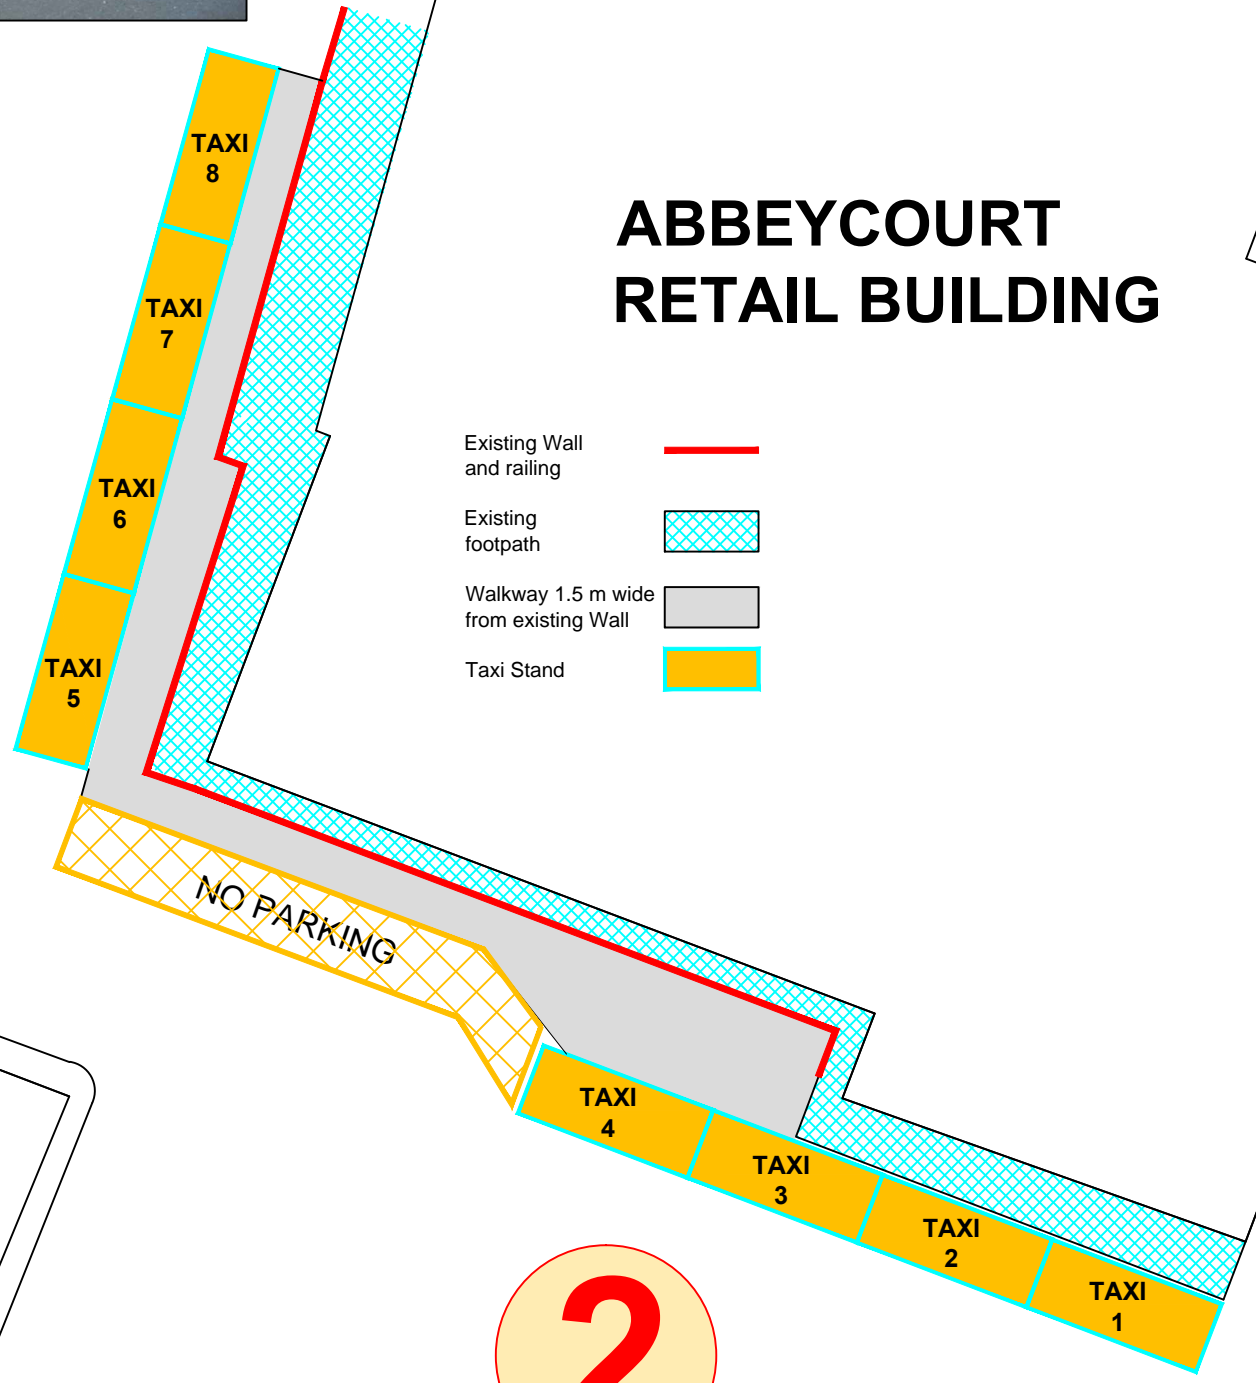 ABBEYCOURT
RETAIL BUILDING
TAXI
8
TAXI
7
TAXI
6
TAXI
5
Existing Wall
and railing
Existing
footpath
Walkway 1.5 m wide
from existing Wall
Taxi Stand
NO PARKING
TAXI
4
TAXI
3
TAXI
2
TAXI
1
2